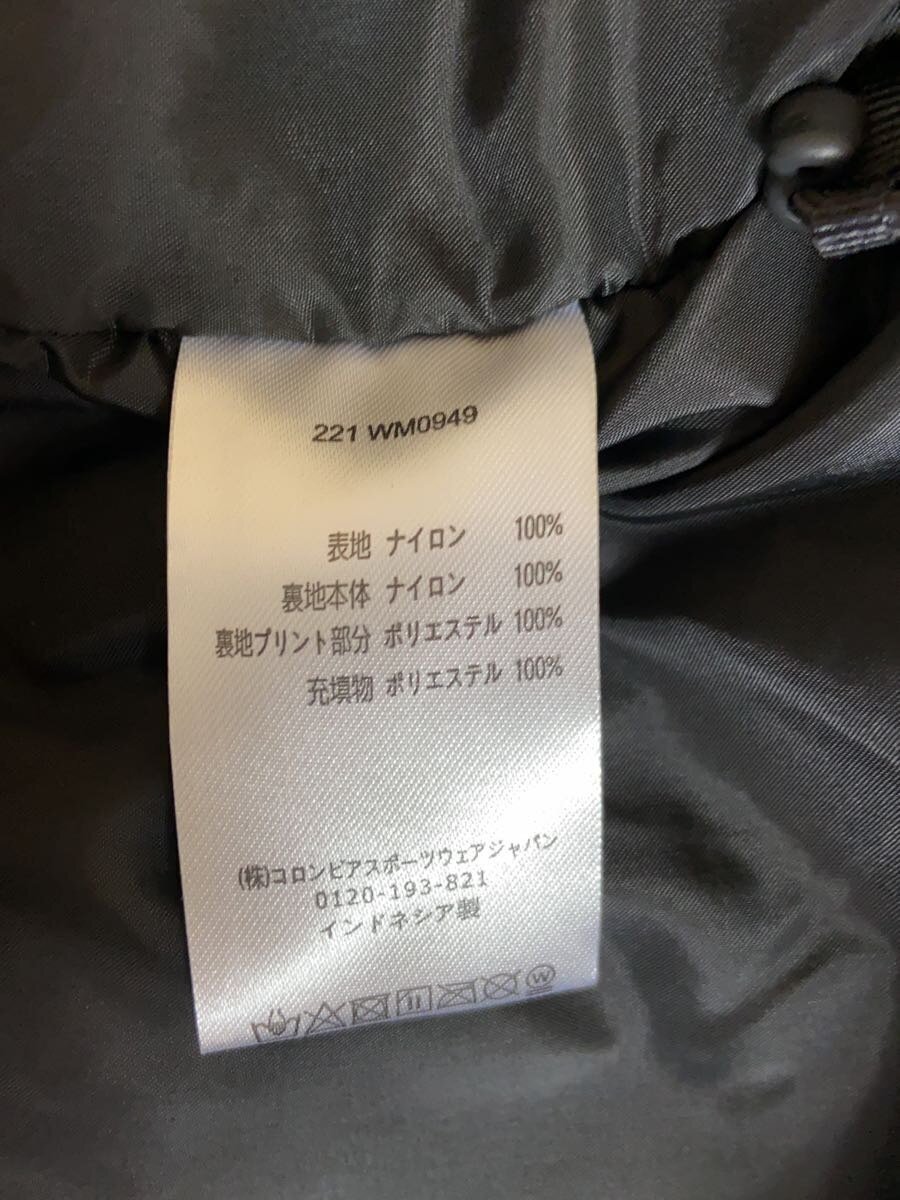 221 WM0949
表地 ナイロン 100%
裏地本体 ナイロン 100%
裏地プリント部分 ポリエステル 100%
充填物 ポリエステル 100%
(株)コロンビアスポーツウェアジャパン
0120-193-821
インドネシア製
W